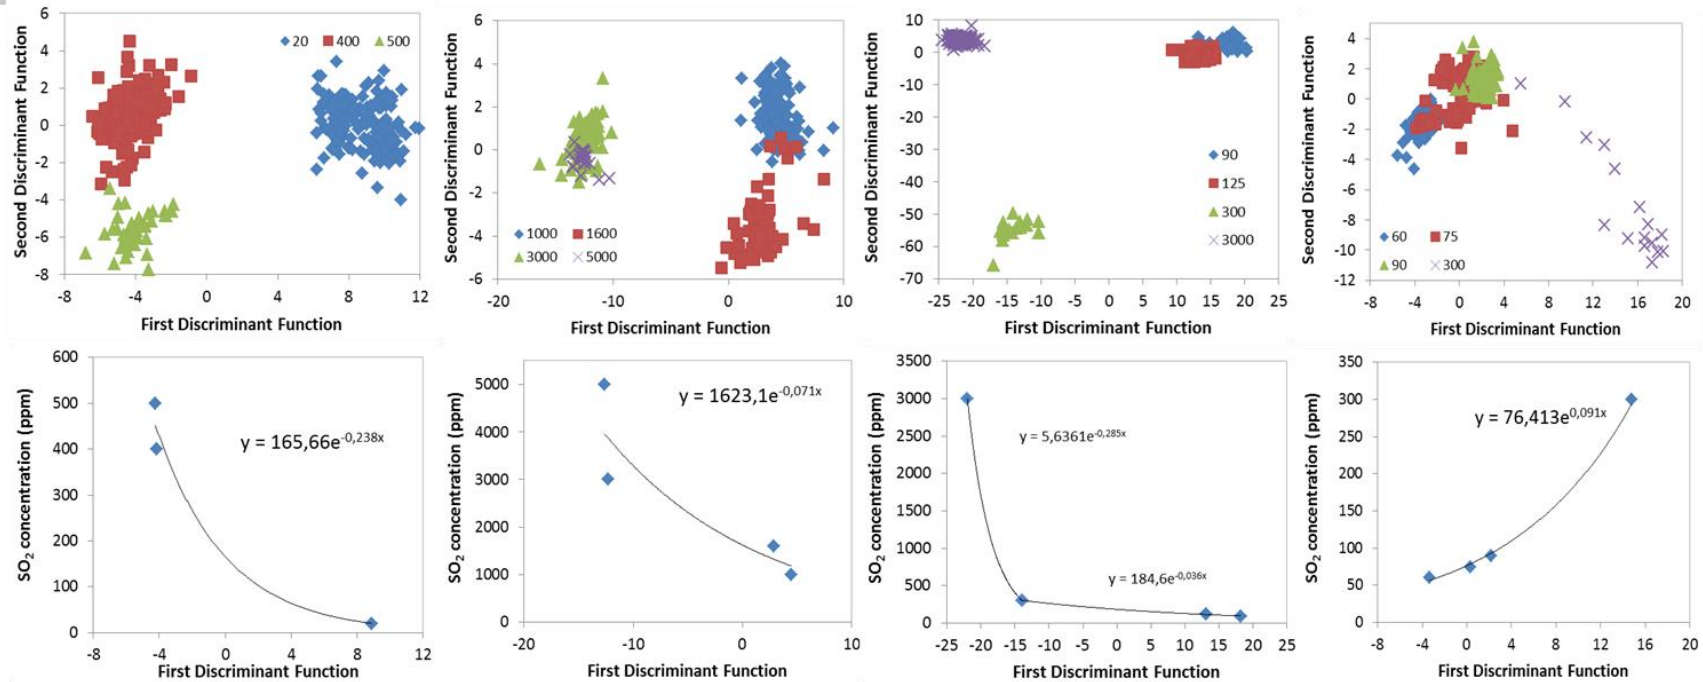 Second Discriminant Function
6
4
2
0
-2
-4
-6
-8
20 400 500
-8 -4 0 4 8 12
First Discriminant Function
Second Discriminant Function
6
4
2
0
-2
-4
-6
1000 1600
3000 5000
-20 -10 0 10
First Discriminant Function
Second Discriminant Function
10
0
-10
-20
-30
-40
-50
-60
-70
90
125
300
3000
-25 -20 -15 -10 -5 0 5 10 15 20 25
First Discriminant Function
Second Discriminant Function
4
2
0
-2
-4
-6
-8
-10
-12
60 75
90 300
-8 -4 0 4 8 12 16 20
First Discriminant Function
SO2 concentration (ppm)
600
500
400
300
200
100
0
y = 165,66e-0,238x
-8 -4 0 4 8 12
First Discriminant Function
SO2 concentration (ppm)
5000
4000
3000
2000
1000
0
y = 1623,1e-0,071x
-20 -10 0 10
First Discriminant Function
SO2 concentration (ppm)
3500
3000
2500
2000
1500
1000
500
0
y = 5,6361e-0,285x
y = 184,6e-0,036x
-25 -20 -15 -10 -5 0 5 10 15 20 25
First Discriminant Function
SO2 concentration (ppm)
350
300
250
200
150
100
50
0
y = 76,413e0,091x
-8 -4 0 4 8 12 16 20
First Discriminant Function